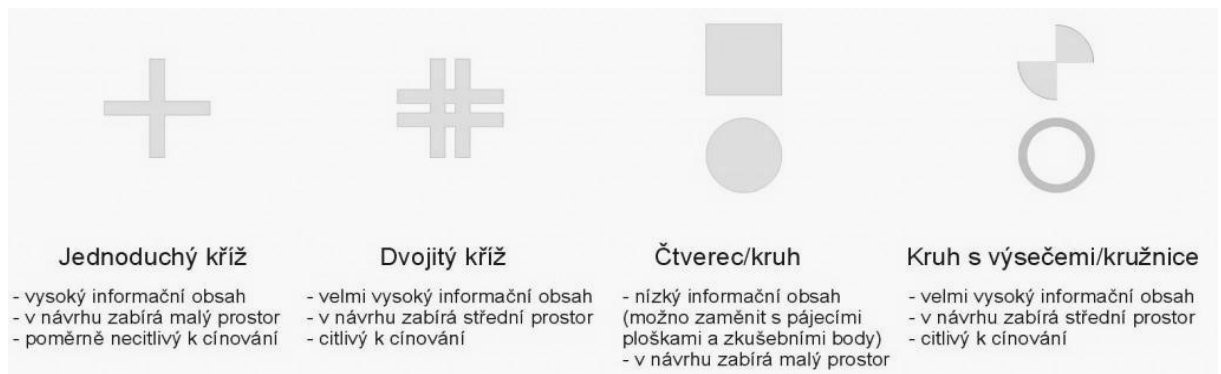 Jednoduchý kříž
- vysoký informační obsah
- v návrhu zabírá malý prostor
- poměrně necitlivý k cínování
Dvojitý kříž
- velmi vysoký informační obsah
- v návrhu zabírá střední prostor
- citlivý k cínování
Čtverec/kruh
- nízký informační obsah
(možno zaměnit s pájecími
ploškami a zkušebními body)
- v návrhu zabírá malý prostor
Kruh s výsečemi/kružnice
- velmi vysoký informační obsah
- v návrhu zabírá střední prostor
- citlivý k cínování